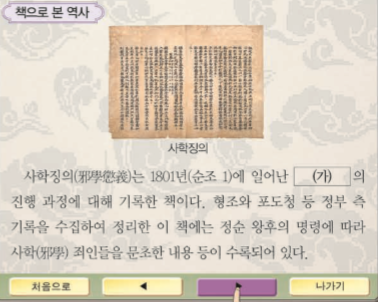 책으로 본 역사
사학징의
사학징의(邪學懲義)는 1801년(순조 1)에 일어난 (가) 의
진행 과정에 대해 기록한 책이다. 형조와 포도청 등 정부 측
기록을 수집하여 정리한 이 책에는 정순 왕후의 명령에 따라
사학(邪學) 죄인들을 문초한 내용 등이 수록되어 있다.
처음으로 ◀ ▶ 나가기